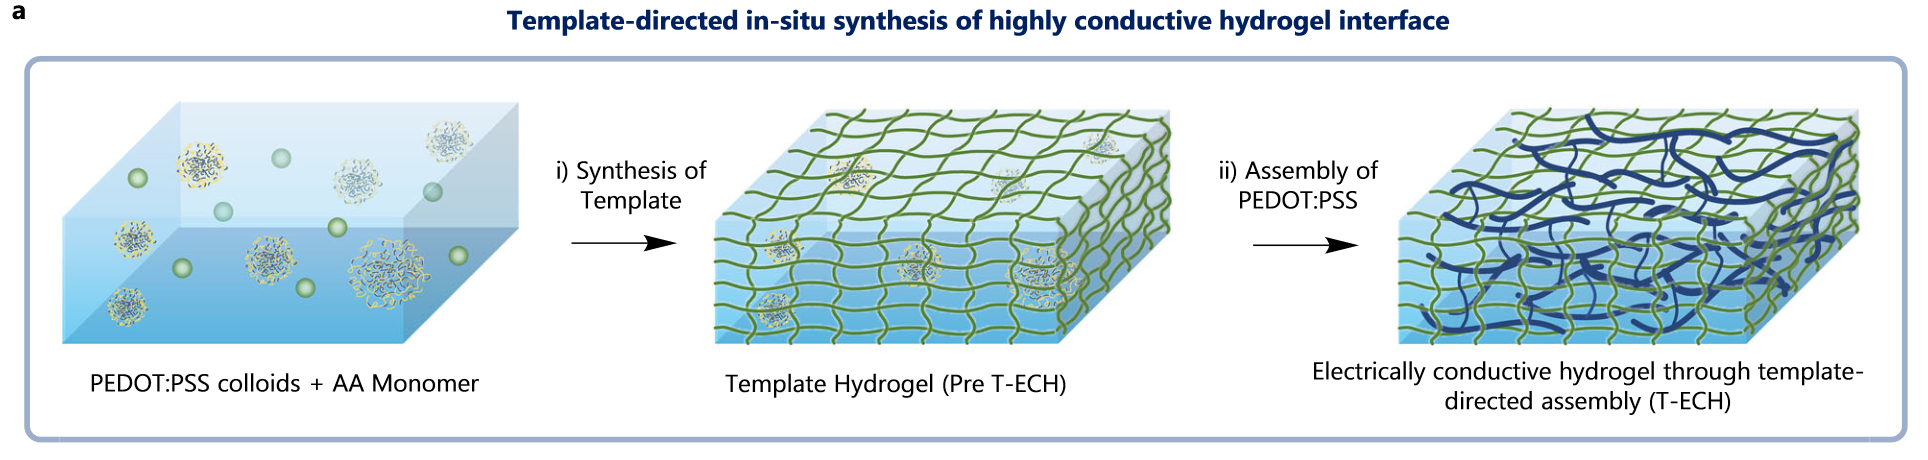 a
Template-directed in-situ synthesis of highly conductive hydrogel interface
i) Synthesis of
Template
ii) Assembly of
PEDOT:PSS
PEDOT:PSS colloids + AA Monomer
Template Hydrogel (Pre T-ECH)
Electrically conductive hydrogel through template-
directed assembly (T-ECH)